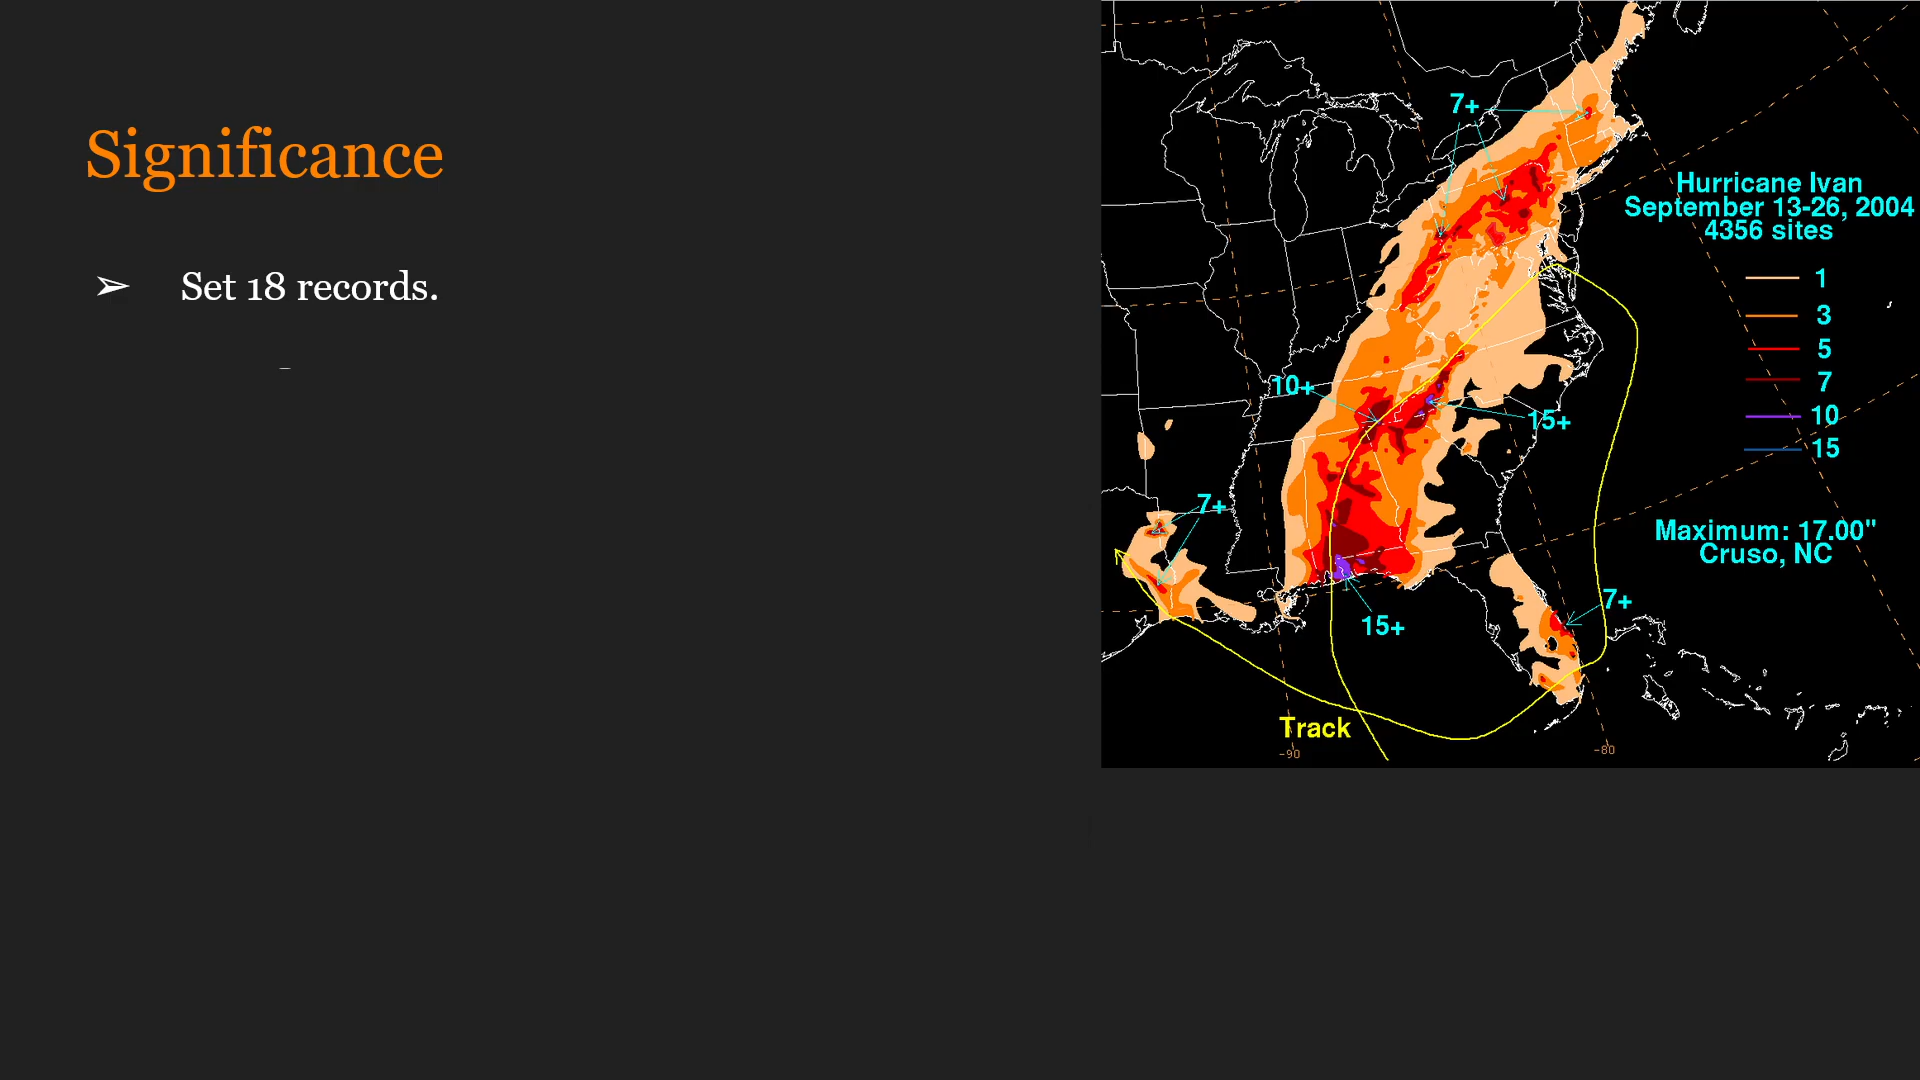 Significance
➢ Set 18 records.
–
7+
Hurricane Ivan
September 13-26, 2004
4356 sites
1
3
5
7
10
15
10+
15+
7+
Maximum: 17.00"
Cruso, NC
7+
15+
Track
-90
-80